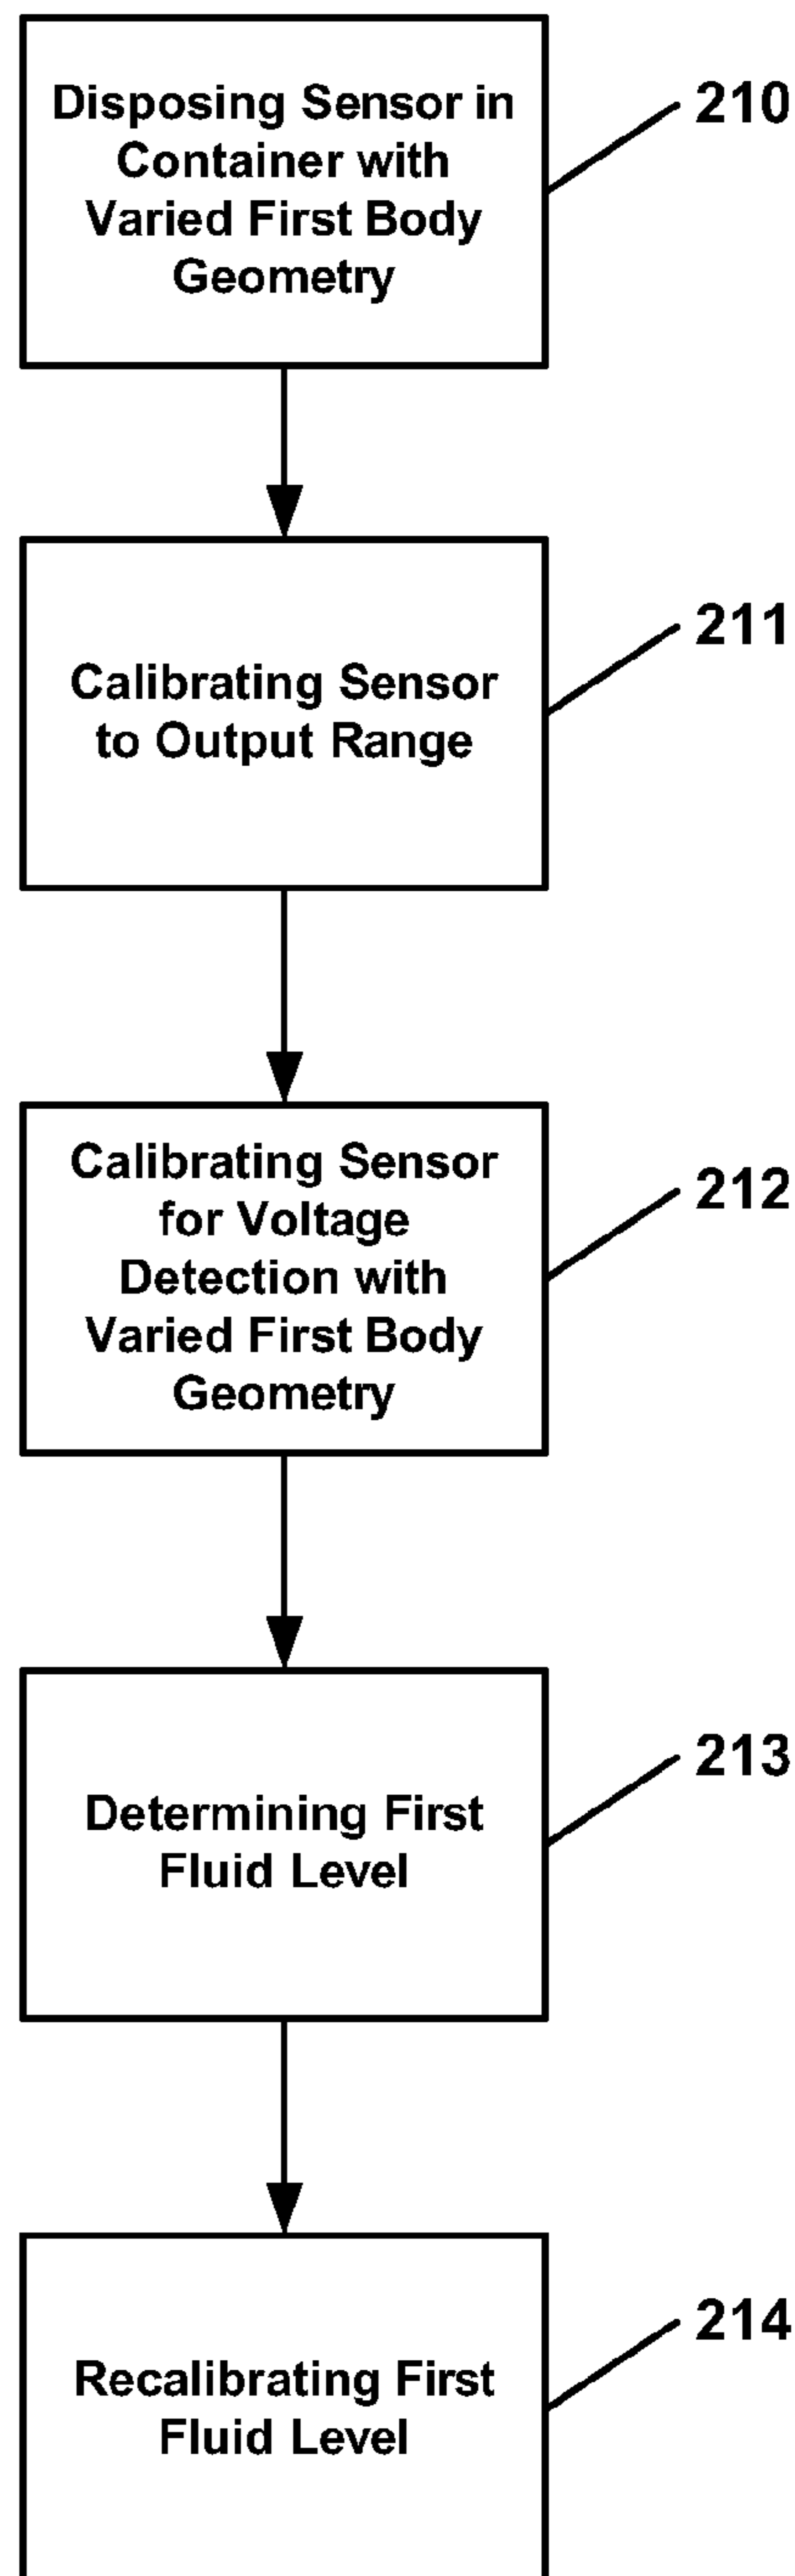 Disposing Sensor in
Container with
Varied First Body
Geometry
210
Calibrating Sensor
to Output Range
211
Calibrating Sensor
for Voltage
Detection with
Varied First Body
Geometry
212
Determining First
Fluid Level
213
Recalibrating First
Fluid Level
214